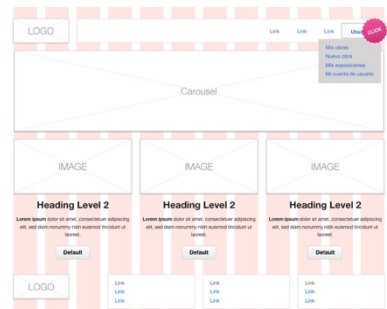 LOGO
Link
Link
Link
CLICK
Mis obras
Nueva obra
Mis exposiciones
Mi cuenta de usuario
Carousel
IMAGE
IMAGE
IMAGE
Heading Level 2
Heading Level 2
Heading Level 2
Lorem ipsum dolor sit amet, consectetuer adipiscing
elit, sed diam nonummy nibh euismod tincidunt ut
laoreet.
Lorem ipsum dolor sit amet, consectetuer adipiscing
elit, sed diam nonummy nibh euismod tincidunt ut
laoreet.
Lorem ipsum dolor sit amet, consectetuer adipiscing
elit, sed diam nonummy nibh euismod tincidunt ut
laoreet.
Default
Default
Default
LOGO
Link
Link
Link
Link
Link
Link
Link
Link
Link